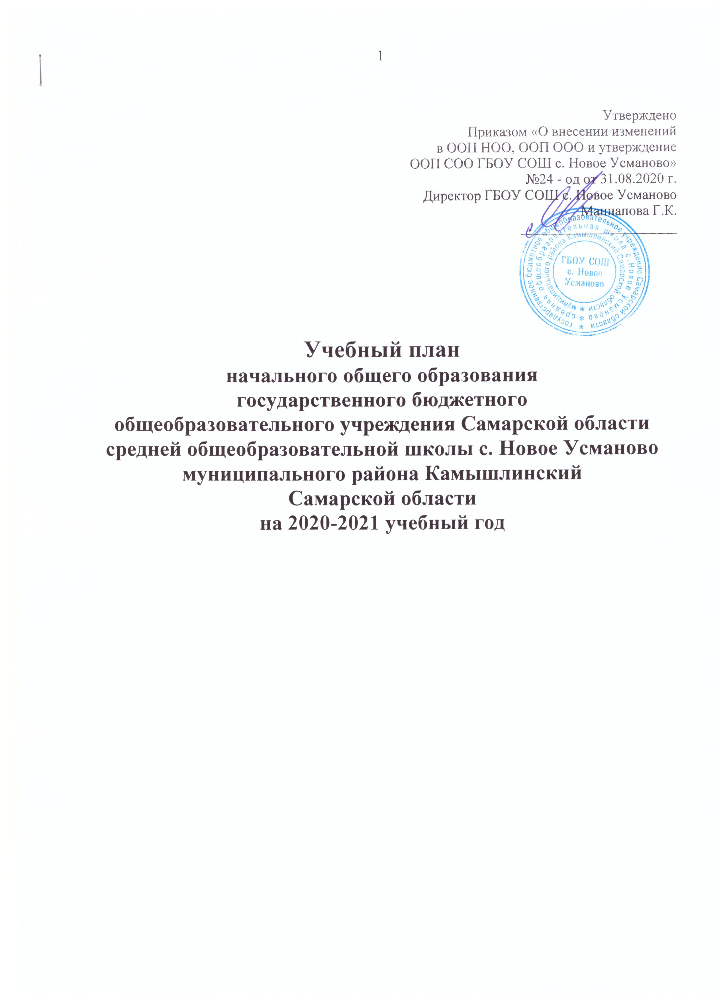 1
Утверждено
Приказом «О внесении изменений
в ООП НОО, ООП ООО и утверждение
ООП СОО ГБОУ СОШ с. Новое Усманово»
№24 - од от 31.08.2020 г.
Директор ГБОУ СОШ с. Новое Усманово
Маннапова Г.К.
государственное бюджетное общеобразовательное учреждение Самарской области *
средняя общеобразовательная школа с. Новое Усманово *
муниципального района Камышлинский Самарской области *
ГБОУ СОШ
с. Новое
Усманово
Учебный план
начального общего образования
государственного бюджетного
общеобразовательного учреждения Самарской области
средней общеобразовательной школы с. Новое Усманово
муниципального района Камышлинский
Самарской области
на 2020-2021 учебный год